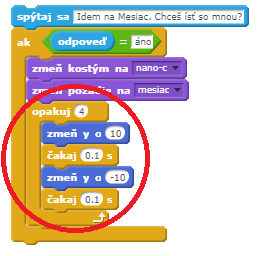 spýtaj sa Idem na Mesiac. Chceš ísť so mnou?
ak odpoveď = áno
zmeň kostým na nano-c
zmeň pozadie na mesiac
opakuj 4
zmeň y o 10
čakaj 0.1 s
zmeň y o -10
čakaj 0.1 s